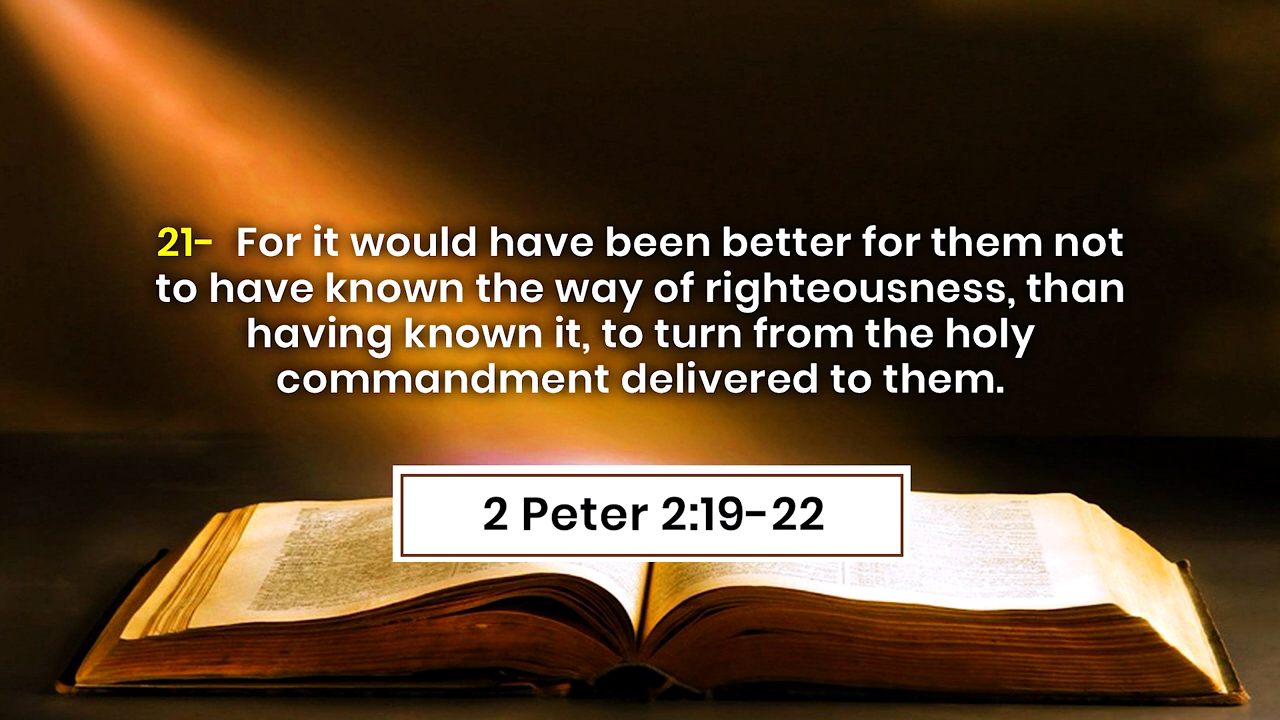 21- For it would have been better for them not
to have known the way of righteousness, than
having known it, to turn from the holy
commandment delivered to them.
2 Peter 2:19-22